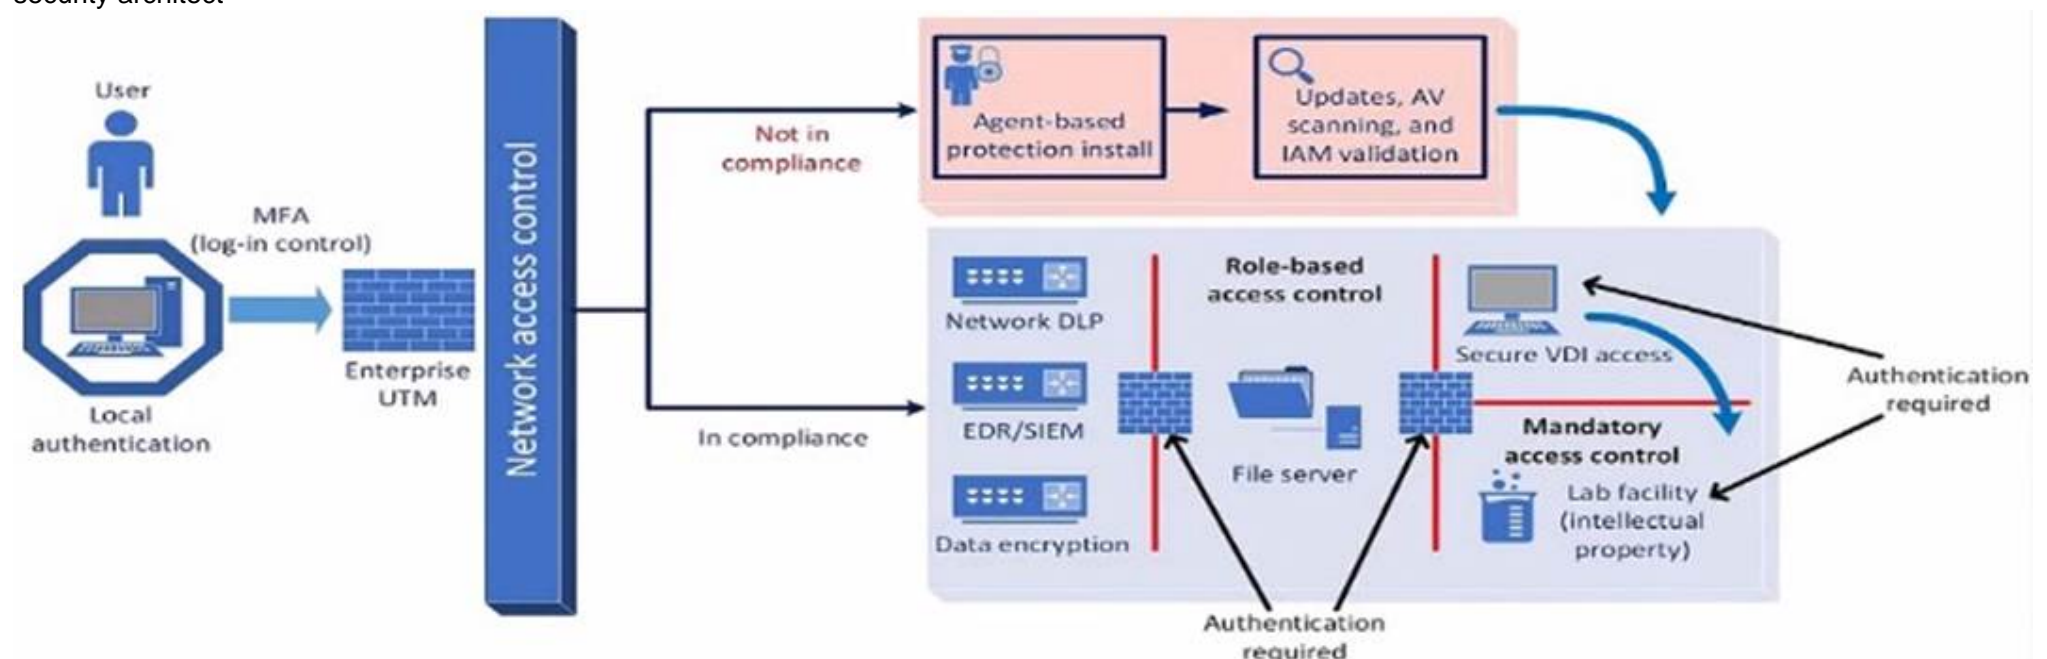 security architect
User
MFA
(log-in control)
Local
authentication
Enterprise
UTM
Network access control
Not in
compliance
In compliance
Agent-based
protection install
Updates, AV
scanning, and
IAM validation
Network DLP
EDR/SIEM
Data encryption
Role-based
access control
File server
Secure VDI access
Mandatory
access control
Lab facility
(intellectual
property)
Authentication
required
Authentication
required